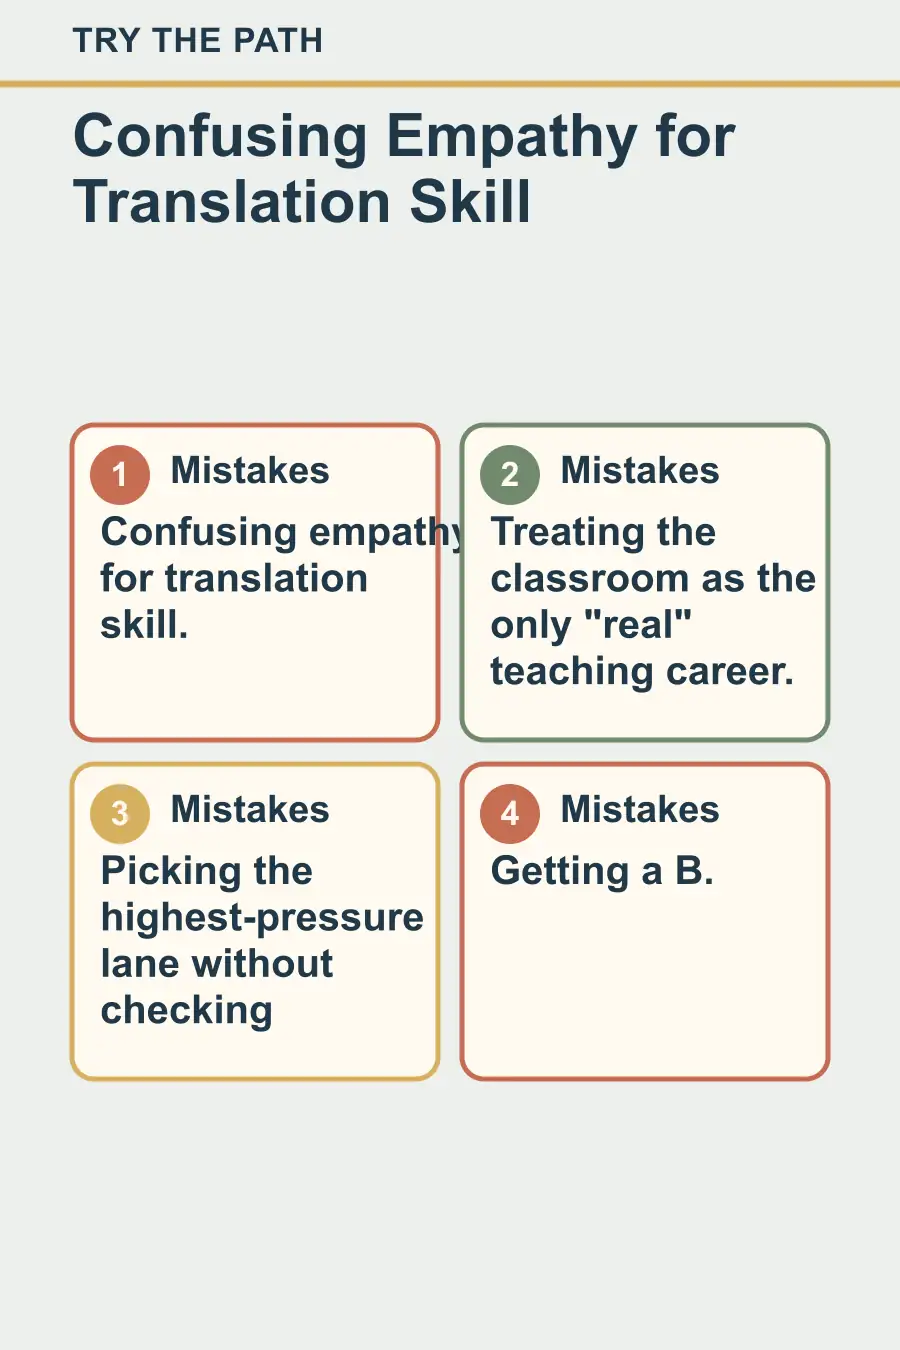 TRY THE PATH
Confusing Empathy for
Translation Skill
1 Mistakes
Confusing empathy
for translation
skill.
2 Mistakes
Treating the
classroom as the
only "real"
teaching career.
3 Mistakes
Picking the
highest-pressure
lane without
checking
4 Mistakes
Getting a B.